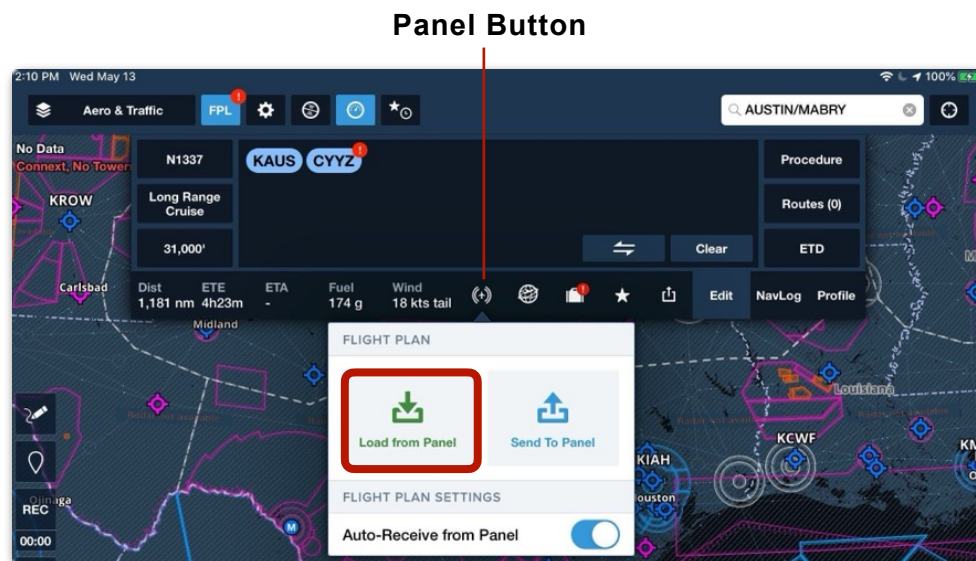 Panel Button
2:10 PM Wed May 13
100%
Aero & Traffic
FPL
AUSTIN/MABRY
No Data
Connext, No Tower
N1337
KAUS CYYZ
Procedure
KROW
Long Range
Cruise
Routes (0)
31,000'
Clear
ETD
Carlsbad
Dist ETE ETA Fuel Wind
1,181 nm 4h23m - 174 g 18 kts tail
Edit NavLog Profile
Midland
FLIGHT PLAN
Louisiana
Load from Panel
Send To Panel
KCWF
KIAH
Houston
Ojinaga
REC
FLIGHT PLAN SETTINGS
00:00
M
Auto-Receive from Panel